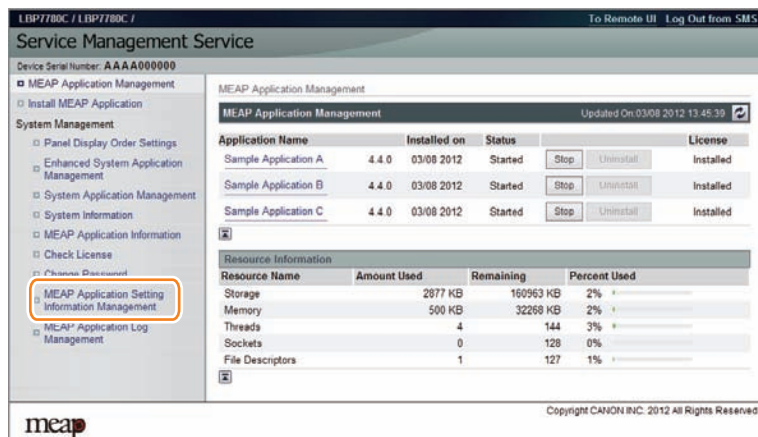 LBP7780C / LBP7780C /
To Remote UI Log Out from SMS
Service Management Service
Device Serial Number: AAAA000000
MEAP Application Management
Install MEAP Application
System Management
Panel Display Order Settings
Enhanced System Application
Management
System Application Management
System Information
MEAP Application Information
Check License
Change Password
MEAP Application Setting
Information Management
MEAP Application Log
Management
MEAP Application Management
MEAP Application Management Updated On:03/08 2012 13:45:39
Application Name Installed on Status License
Sample Application A 4.4.0 03/08 2012 Started Stop Uninstall Installed
Sample Application B 4.4.0 03/08 2012 Started Stop Uninstall Installed
Sample Application C 4.4.0 03/08 2012 Started Stop Uninstall Installed
Resource Information
Resource Name Amount Used Remaining Percent Used
Storage 2877 KB 160963 KB 2%
Memory 500 KB 32268 KB 2%
Threads 4 144 3%
Sockets 0 128 0%
File Descriptors 1 127 1%
Copyright CANON INC. 2012 All Rights Reserved
meap